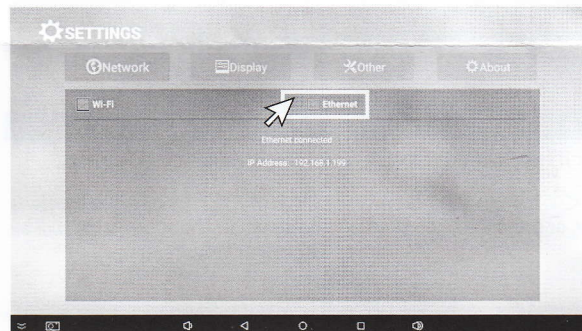 SETTINGS
Network Display Other About
Wi-Fi Ethernet
Ethernet connected
IP Address: 192.168.1.199